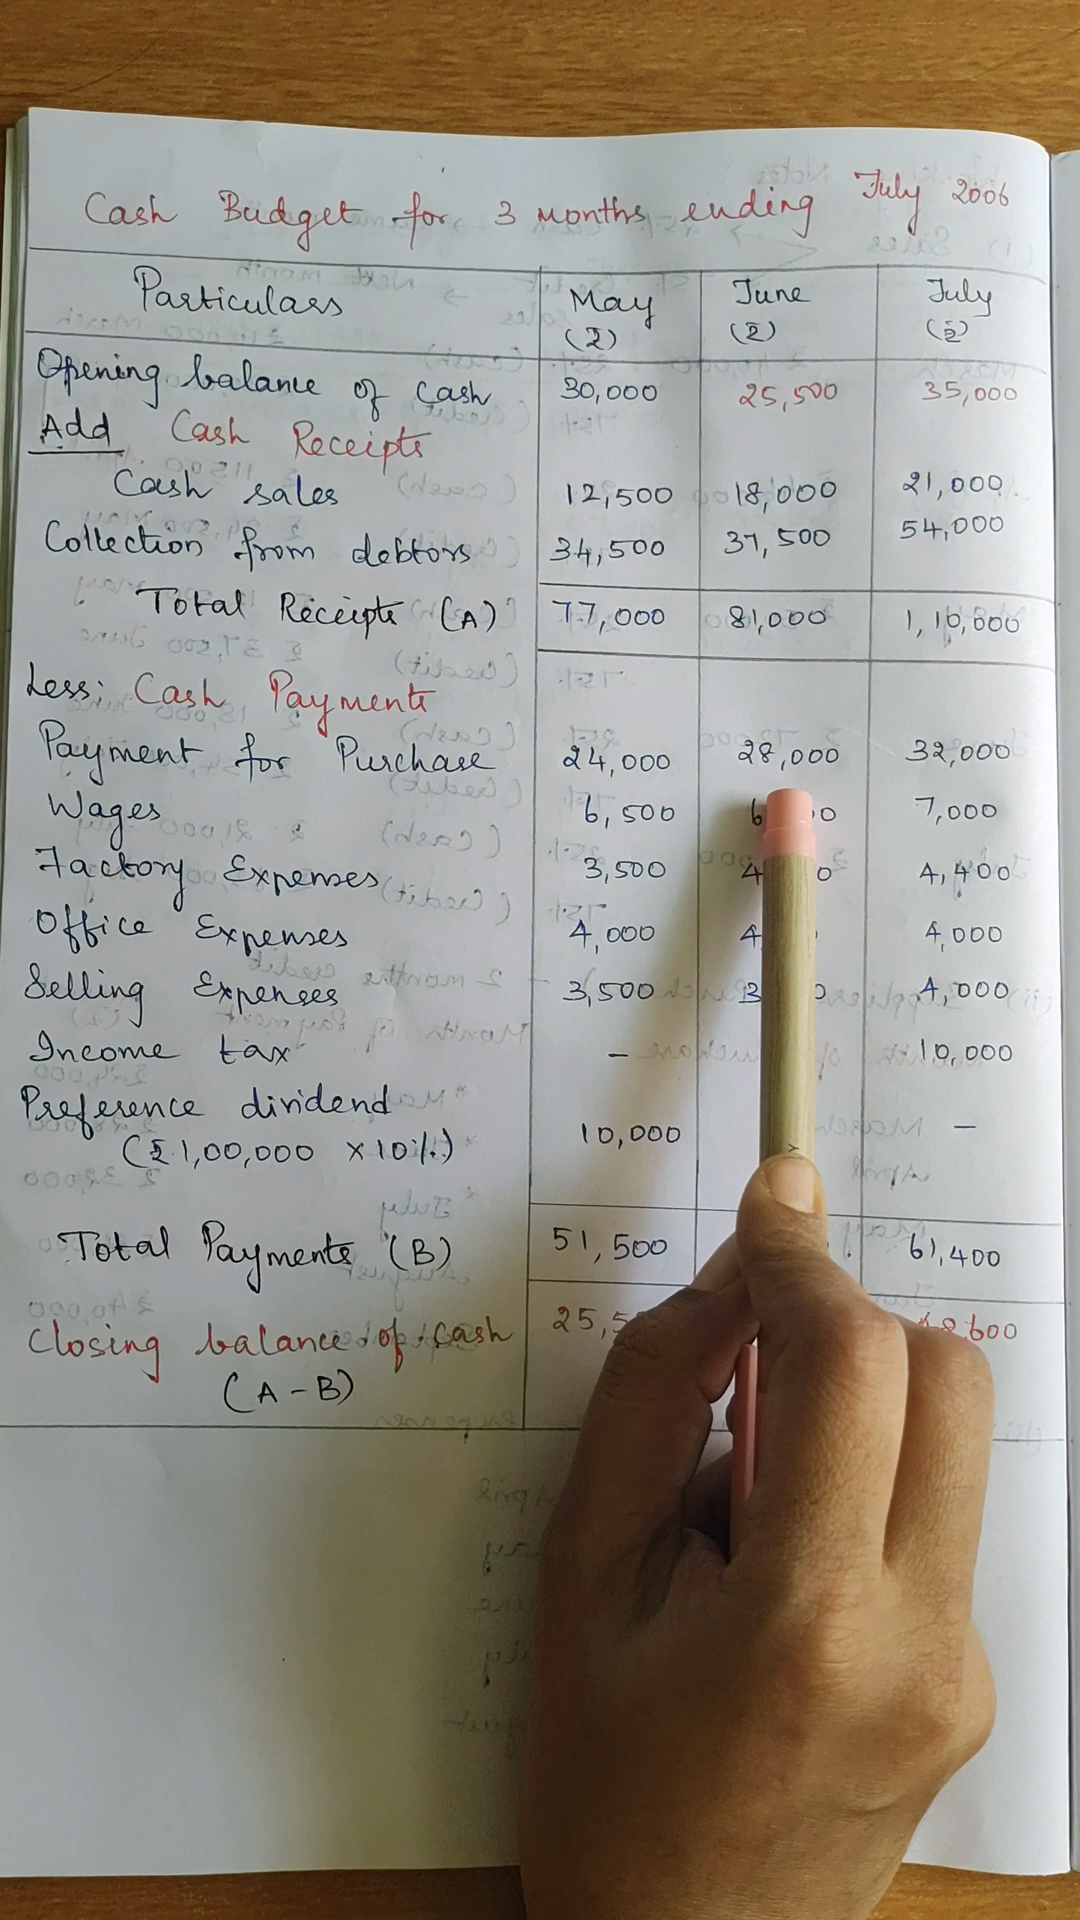 Cash Budget for 3 months ending July 2006
Particulars May June July
(₹) (₹) (₹)
Opening balance of cash 30,000 25,500 35,000
Add Cash Receipts
Cash sales 12,500 18,000 21,000
Collection from debtors 34,500 37,500 54,000
Total Receipts (A) 77,000 81,000 1,10,000
Less: Cash Payments
Payment for Purchase 24,000 28,000 32,000
Wages 6,500 7,000
Factory Expenses 3,500 4,400
Office Expenses 4,000 4,000
Selling Expenses 3,500 4,000
Income tax - 10,000
Preference dividend
(₹ 1,00,000 x 10%) 10,000 -
Total Payments (B) 51,500 61,400
Closing balance of cash 48,600
(A - B)